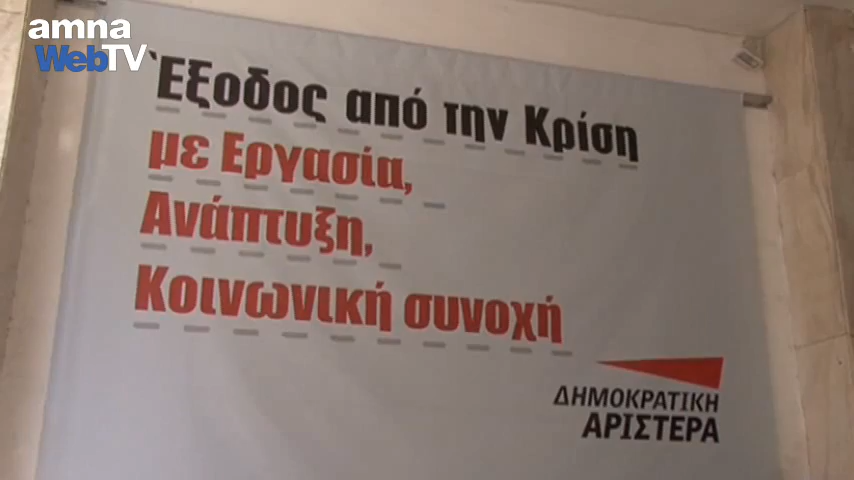 amna
WebTV
Έξοδος από την Κρίση
με Εργασία,
Ανάπτυξη,
Κοινωνική συνοχή
ΔΗΜΟΚΡΑΤΙΚΗ
ΑΡΙΣΤΕΡΑ